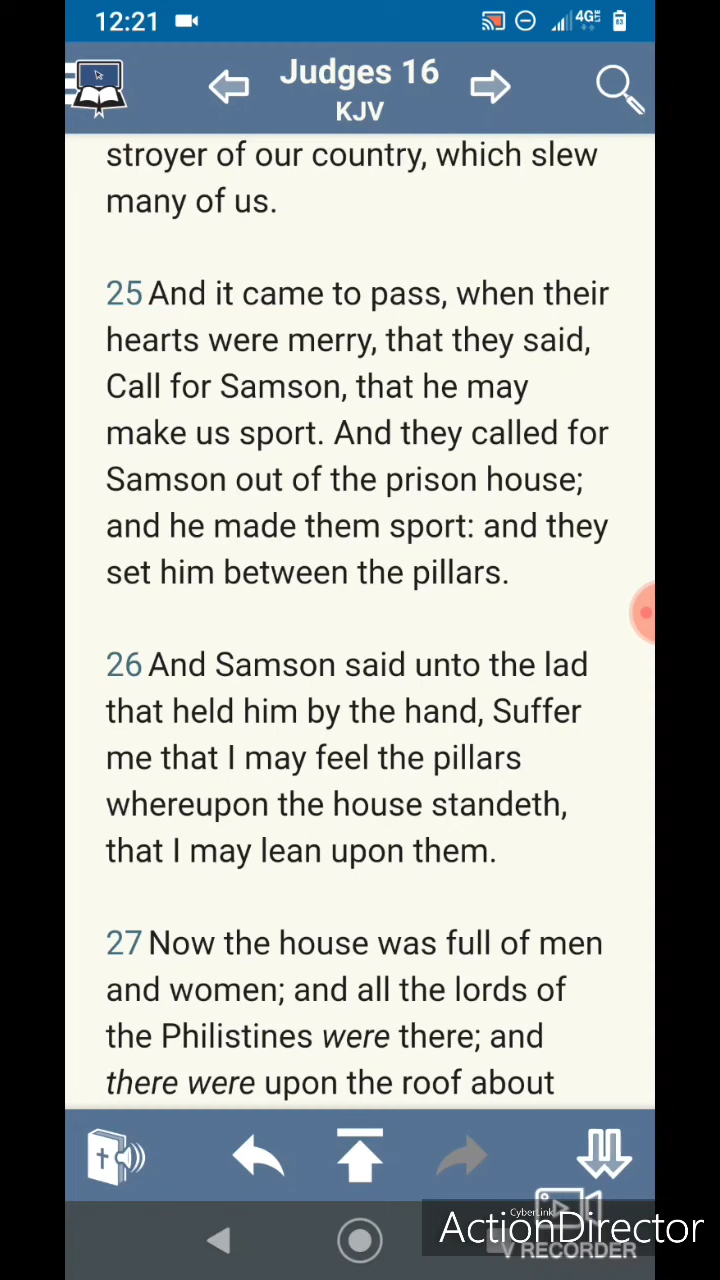 12:21
4G
83
Judges 16
KJV
stroyer of our country, which slew
many of us.
25 And it came to pass, when their
hearts were merry, that they said,
Call for Samson, that he may
make us sport. And they called for
Samson out of the prison house;
and he made them sport: and they
set him between the pillars.
26 And Samson said unto the lad
that held him by the hand, Suffer
me that I may feel the pillars
whereupon the house standeth,
that I may lean upon them.
27 Now the house was full of men
and women; and all the lords of
the Philistines were there; and
there were upon the roof about
CyberLink
ActionDirector
V RECORDER